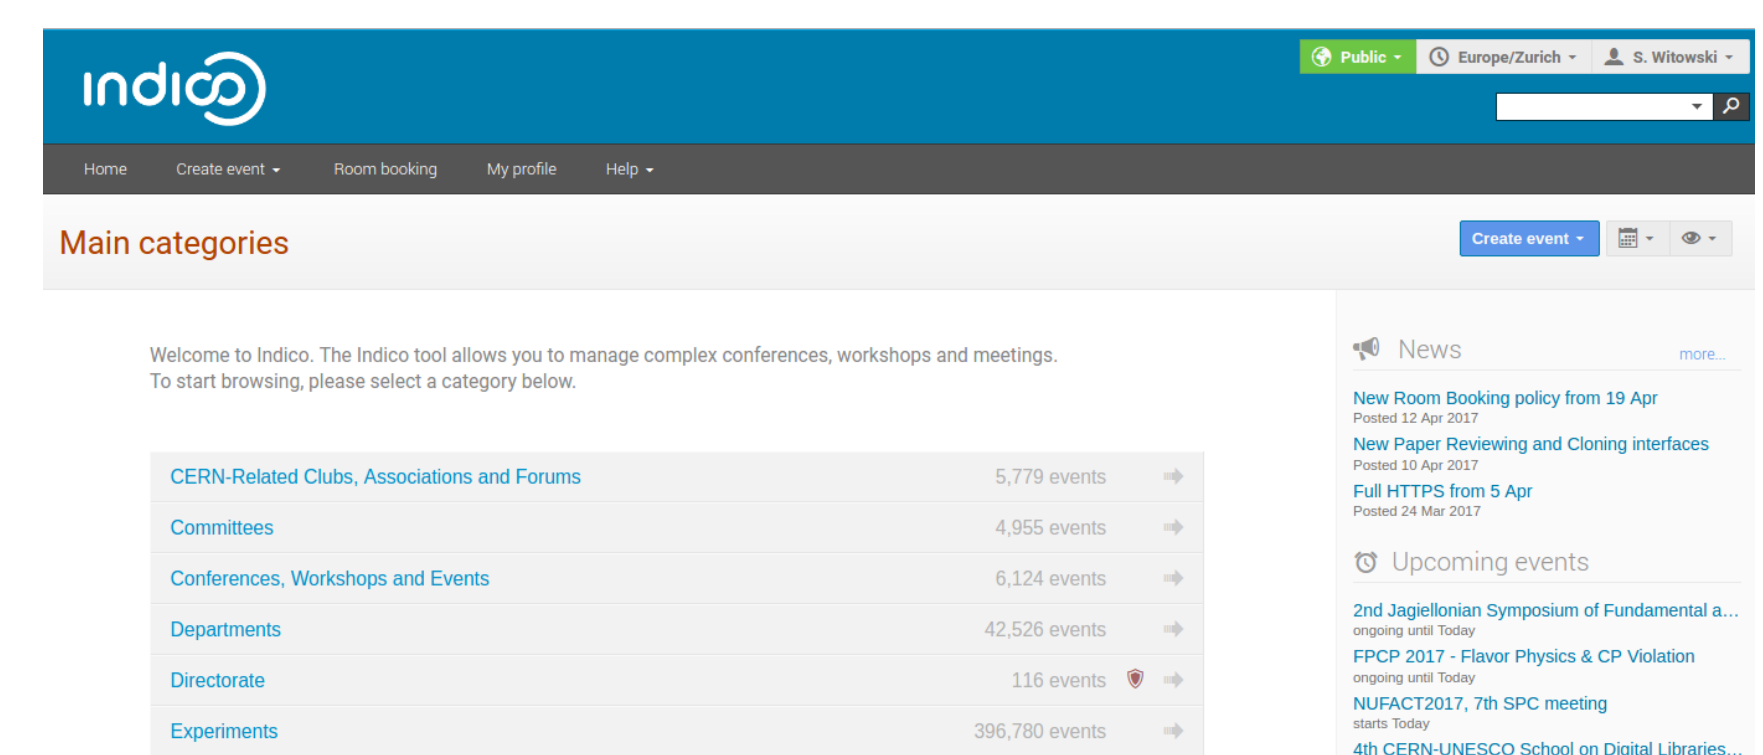 indico
Public
Europe/Zurich
S. Witowski
Home Create event Room booking My profile Help
Main categories
Create event
Welcome to Indico. The Indico tool allows you to manage complex conferences, workshops and meetings.
To start browsing, please select a category below.
CERN-Related Clubs, Associations and Forums 5,779 events
Committees 4,955 events
Conferences, Workshops and Events 6,124 events
Departments 42,526 events
Directorate 116 events
Experiments 396,780 events
News more...
New Room Booking policy from 19 Apr
Posted 12 Apr 2017
New Paper Reviewing and Cloning interfaces
Posted 10 Apr 2017
Full HTTPS from 5 Apr
Posted 24 Mar 2017
Upcoming events
2nd Jagiellonian Symposium of Fundamental a...
ongoing until Today
FPCP 2017 - Flavor Physics & CP Violation
ongoing until Today
NUFACT2017, 7th SPC meeting
starts Today
4th CERN-UNESCO School on Digital Libraries...